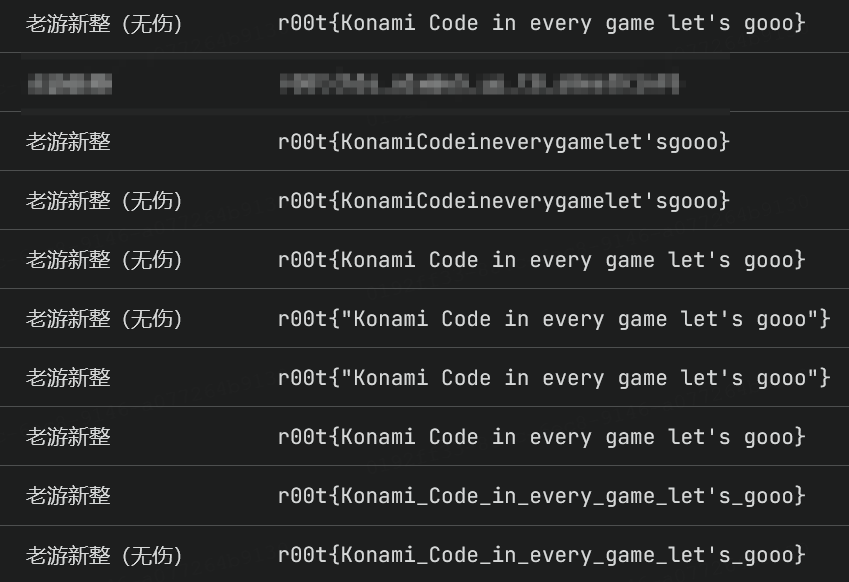 老游新整（无伤） r00t{Konami Code in every game let's gooo}
老游新整 r00t{KonamiCodeineverygamelet'sgooo}
老游新整（无伤） r00t{KonamiCodeineverygamelet'sgooo}
老游新整（无伤） r00t{Konami Code in every game let's gooo}
老游新整（无伤） r00t{"Konami Code in every game let's gooo"}
老游新整 r00t{"Konami Code in every game let's gooo"}
老游新整 r00t{Konami Code in every game let's gooo}
老游新整 r00t{Konami_Code_in_every_game_let's_gooo}
老游新整（无伤） r00t{Konami_Code_in_every_game_let's_gooo}